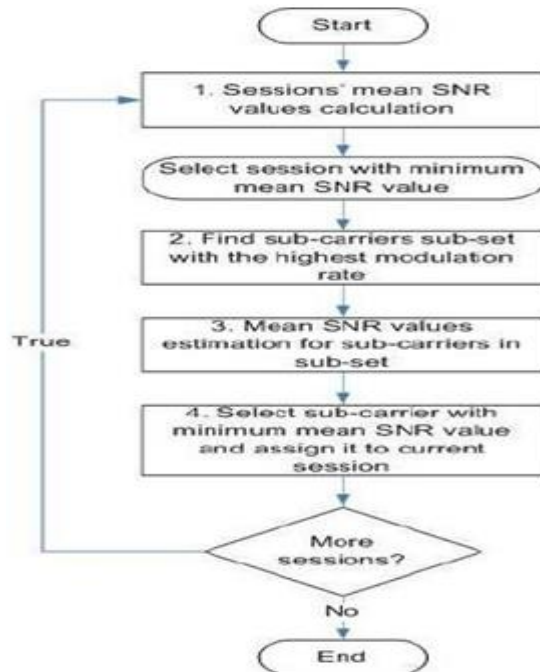 Start
1. Sessions' mean SNR
values calculation
Select session with minimum
mean SNR value
2. Find sub-carriers sub-set
with the highest modulation
rate
True
3. Mean SNR values
estimation for sub-carriers in
sub-set
4. Select sub-carrier with
minimum mean SNR value
and assign it to current
session
More
sessions?
No
End